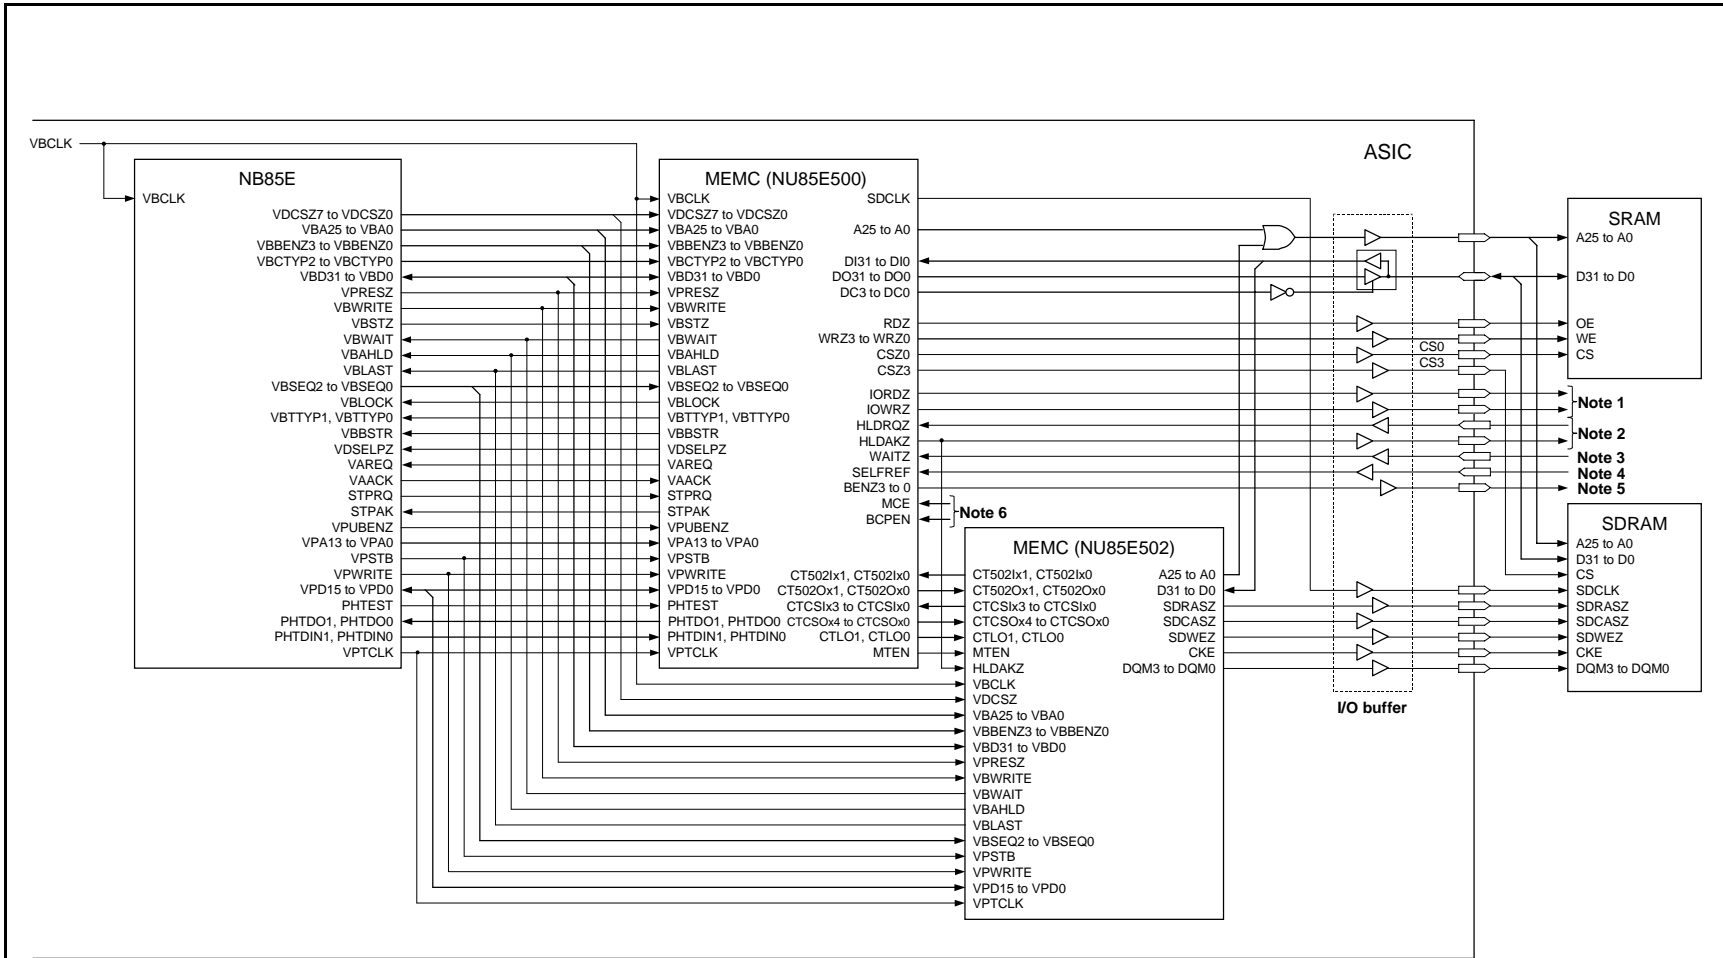 ASIC
VBCLK
NB85E
VBCLK
VDCSZ7 to VDCSZ0
VBA25 to VBA0
VBBENZ3 to VBBENZ0
VBCTYP2 to VBCTYP0
VBD31 to VBD0
VPRESZ
VBWRITE
VBSTZ
VBWAIT
VBAHLD
VBLAST
VBSEQ2 to VBSEQ0
VBLOCK
VBTTYP1, VBTTYP0
VBBSTR
VDSELPZ
VAREQ
VAACK
STPRQ
STPAK
VPUBENZ
VPA13 to VPA0
VPSTB
VPWRITE
VPD15 to VPD0
PHTEST
PHTDO1, PHTDO0
PHTDIN1, PHTDIN0
VPTCLK
MEMC (NU85E500)
VBCLK
VDCSZ7 to VDCSZ0
VBA25 to VBA0
VBBENZ3 to VBBENZ0
VBCTYP2 to VBCTYP0
VBD31 to VBD0
VPRESZ
VBWRITE
VBSTZ
VBWAIT
VBAHLD
VBLAST
VBSEQ2 to VBSEQ0
VBLOCK
VBTTYP1, VBTTYP0
VBBSTR
VDSELPZ
VAREQ
VAACK
STPRQ
STPAK
VPUBENZ
VPA13 to VPA0
VPSTB
VPWRITE
VPD15 to VPD0
PHTEST
PHTDO1, PHTDO0
PHTDIN1, PHTDIN0
VPTCLK
SDCLK
A25 to A0
DI31 to DI0
DO31 to DO0
DC3 to DC0
RDZ
WRZ3 to WRZ0
CSZ0
CSZ3
IORDZ
IOWRZ
HLDRQZ
HLDAKZ
WAITZ
SELFREF
BENZ3 to 0
MCE
BCPEN
Note 6
CT502Ix1, CT502Ix0
CT502Ox1, CT502Ox0
CTCSIx3 to CTCSIx0
CTCSOx4 to CTCSOx0
CTLO1, CTLO0
MTEN
MEMC (NU85E502)
CT502Ix1, CT502Ix0
CT502Ox1, CT502Ox0
CTCSIx3 to CTCSIx0
CTCSOx4 to CTCSOx0
CTLO1, CTLO0
MTEN
HLDAKZ
VBCLK
VDCSZ
VBA25 to VBA0
VBBENZ3 to VBBENZ0
VBD31 to VBD0
VPRESZ
VBWRITE
VBWAIT
VBAHLD
VBLAST
VBSEQ2 to VBSEQ0
VPSTB
VPWRITE
VPD15 to VPD0
VPTCLK
A25 to A0
D31 to D0
SDRASZ
SDCASZ
SDWEZ
CKE
DQM3 to DQM0
I/O buffer
CS0
CS3
SRAM
A25 to A0
D31 to D0
OE
WE
CS
Note 1
Note 2
Note 3
Note 4
Note 5
SDRAM
A25 to A0
D31 to D0
CS
SDCLK
SDRASZ
SDCASZ
SDWEZ
CKE
DQM3 to DQM0